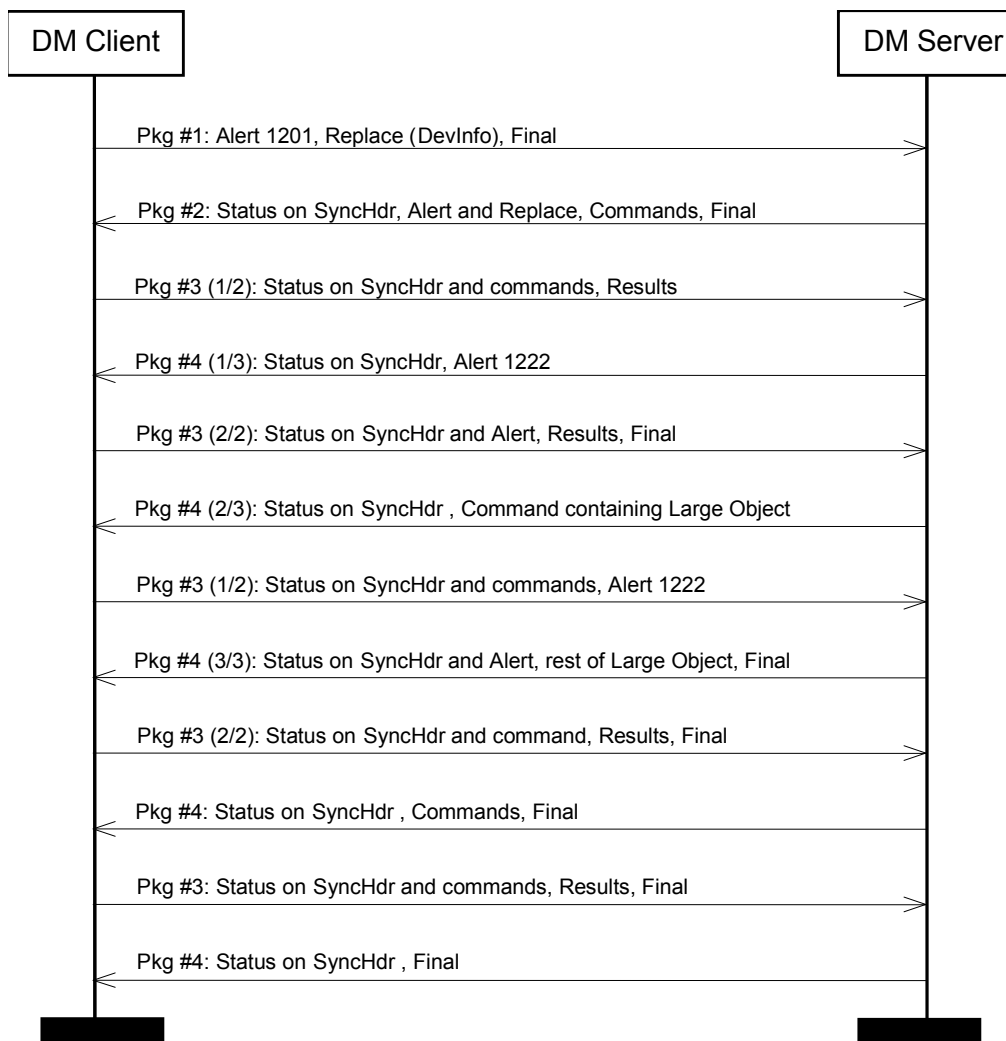 DM Client
DM Server
Pkg #1: Alert 1201, Replace (DevInfo), Final
Pkg #2: Status on SyncHdr, Alert and Replace, Commands, Final
Pkg #3 (1/2): Status on SyncHdr and commands, Results
Pkg #4 (1/3): Status on SyncHdr, Alert 1222
Pkg #3 (2/2): Status on SyncHdr and Alert, Results, Final
Pkg #4 (2/3): Status on SyncHdr , Command containing Large Object
Pkg #3 (1/2): Status on SyncHdr and commands, Alert 1222
Pkg #4 (3/3): Status on SyncHdr and Alert, rest of Large Object, Final
Pkg #3 (2/2): Status on SyncHdr and command, Results, Final
Pkg #4: Status on SyncHdr , Commands, Final
Pkg #3: Status on SyncHdr and commands, Results, Final
Pkg #4: Status on SyncHdr , Final